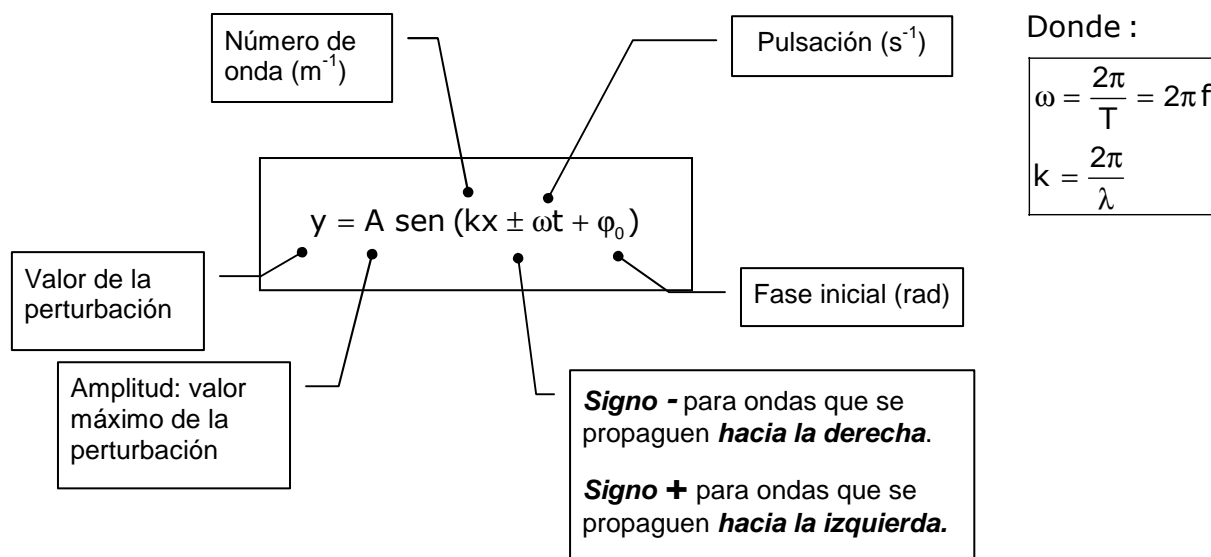 Número de
onda (m⁻¹)
Pulsación (s⁻¹)
Donde :
ω = 2π/T = 2π f
k = 2π/λ
y = A sen (kx ± ωt + φ₀)
Valor de la
perturbación
Fase inicial (rad)
Amplitud: valor
máximo de la
perturbación
Signo - para ondas que se
propaguen hacia la derecha.
Signo + para ondas que se
propaguen hacia la izquierda.